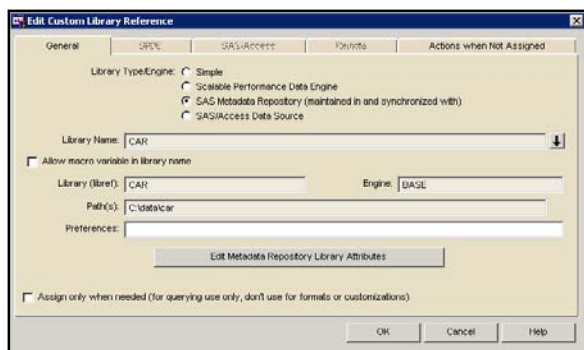 Edit Custom Library Reference
General SPDE SAS/Access Remote Actions when Not Assigned
Library Type/Engine: Simple
Scalable Performance Data Engine
SAS Metadata Repository (maintained in and synchronized with)
SAS/Access Data Source
Library Name: CAR
Allow macro variable in library name
Library (libref): CAR Engine: BASE
Path(s): C:\data\car
Preferences:
Edit Metadata Repository Library Attributes
Assign only when needed (for querying use only, don't use for formats or customizations)
OK Cancel Help